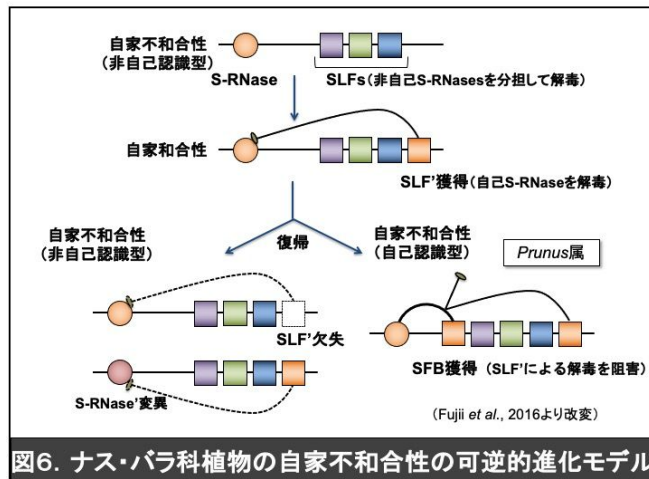 自家不和合性
(非自己認識型)
S-RNase
SLFs(非自己S-RNasesを分担して解毒)
自家和合性
SLF'獲得(自己S-RNaseを解毒)
復帰
自家不和合性
(非自己認識型)
自家不和合性
(自己認識型)
Prunus属
SLF'欠失
S-RNase'変異
SFB獲得 (SLF'による解毒を阻害)
(Fujii et al., 2016より改変)
図6. ナス・バラ科植物の自家不和合性の可逆的進化モデル